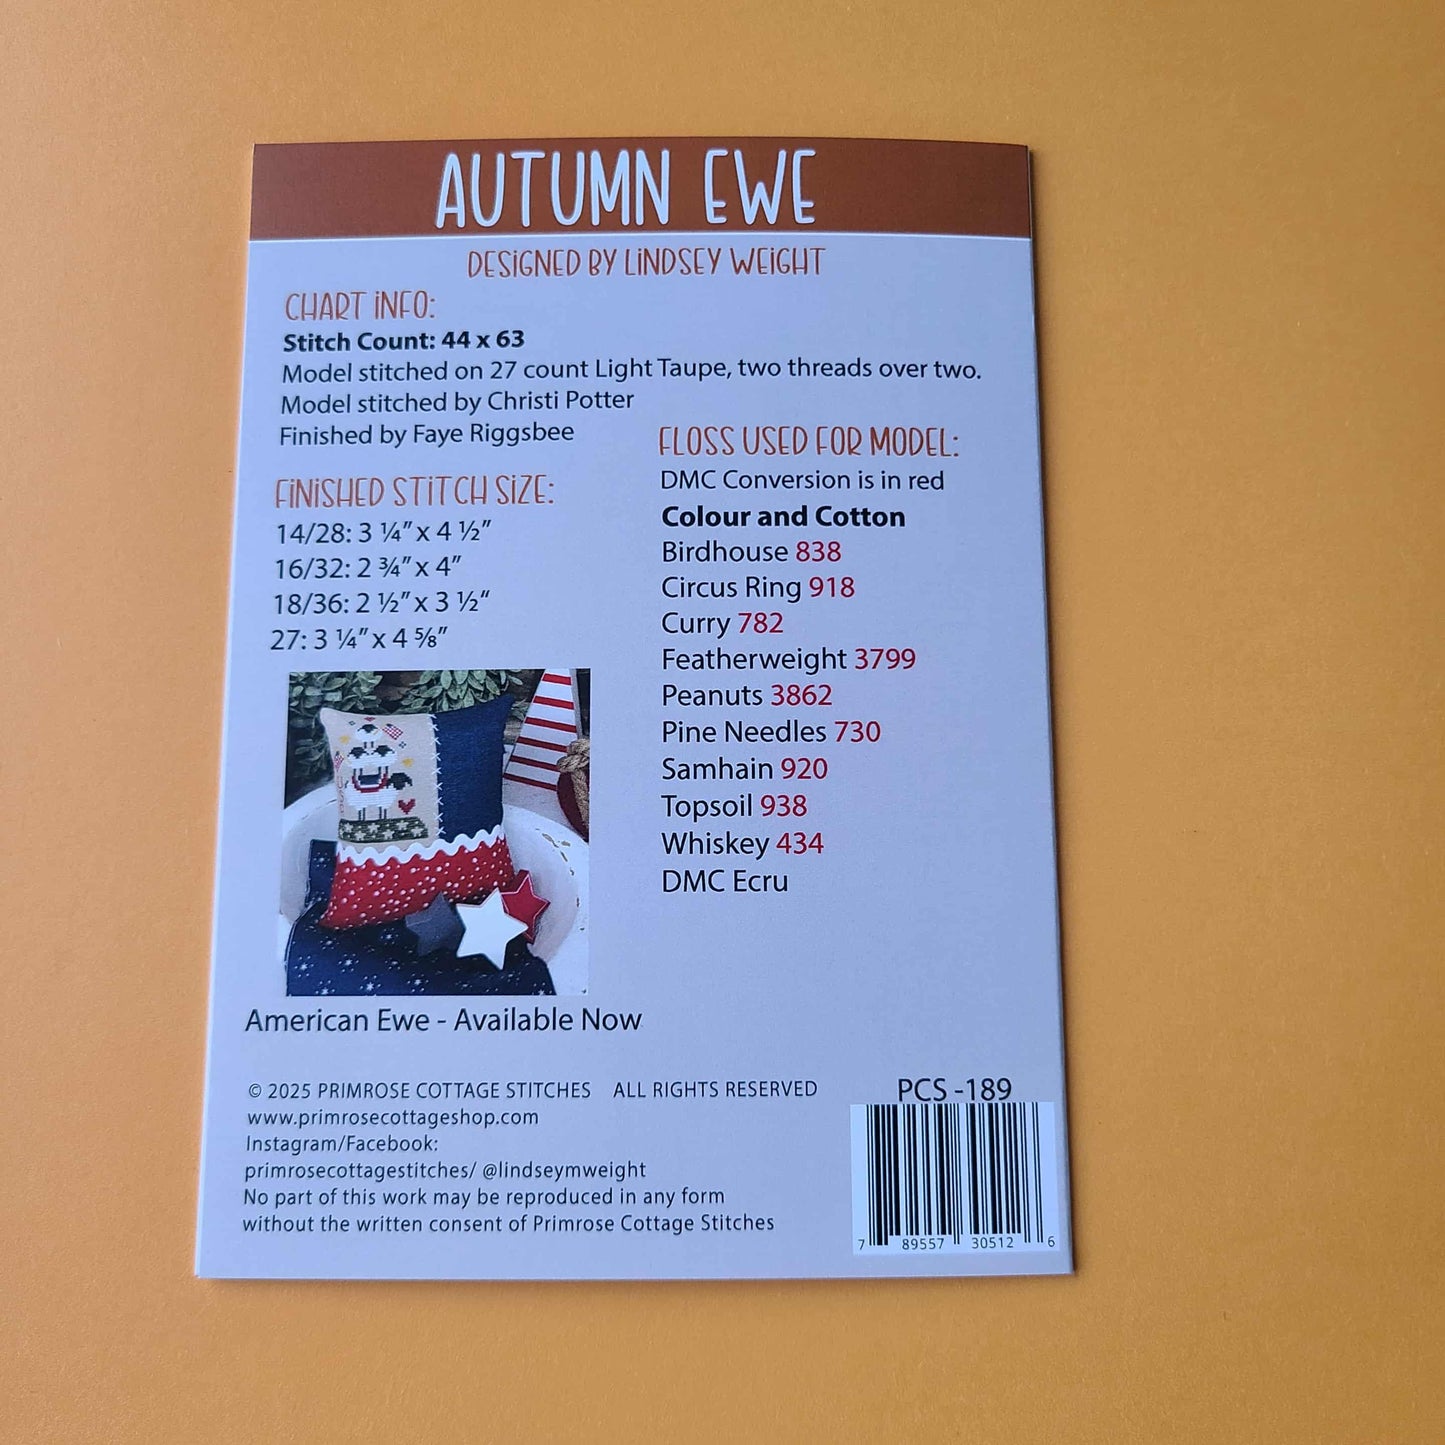 AUTUMN EWE
DESIGNED BY LINDSEY WEIGHT
CHART INFO:
Stitch Count: 44 x 63
Model stitched on 27 count Light Taupe, two threads over two.
Model stitched by Christi Potter
Finished by Faye Riggsbee
FINISHED STITCH SIZE:
14/28: 3 ¼” x 4 ½”
16/32: 2 ¾” x 4”
18/36: 2 ½” x 3 ½“
27: 3 ¼” x 4 ⅝”
FLOSS USED FOR MODEL:
DMC Conversion is in red
Colour and Cotton
Birdhouse 838
Circus Ring 918
Curry 782
Featherweight 3799
Peanuts 3862
Pine Needles 730
Samhain 920
Topsoil 938
Whiskey 434
DMC Ecru
American Ewe - Available Now
© 2025 PRIMROSE COTTAGE STITCHES ALL RIGHTS RESERVED
www.primrosecottageshop.com
Instagram/Facebook:
primrosecottagestitches/ @lindseymweight
No part of this work may be reproduced in any form
without the written consent of Primrose Cottage Stitches
PCS -189
7 89557 30512 6